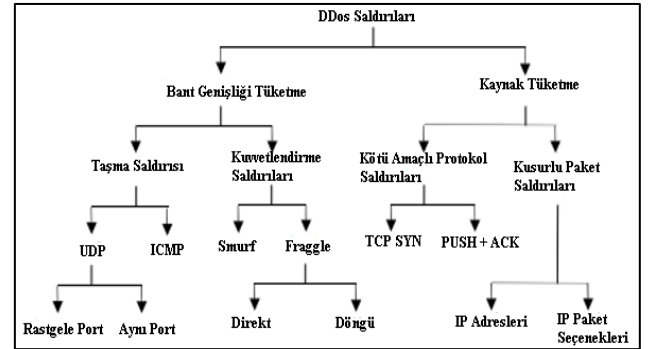 DDos Saldırıları
Bant Genişliği Tüketme
Kaynak Tüketme
Taşma Saldırısı
Kuvvetlendirme
Saldırıları
Kötü Amaçlı Protokol
Saldırıları
Kusurlu Paket
Saldırıları
UDP
ICMP
Smurf
Fraggle
TCP SYN
PUSH + ACK
Rastgele Port
Aynı Port
Direkt
Döngü
IP Adresleri
IP Paket
Seçenekleri